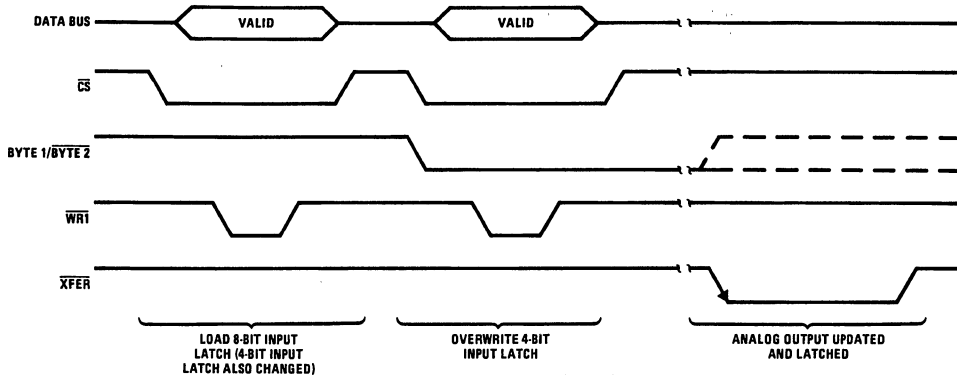 DATA BUS
VALID
VALID
CS
BYTE 1/BYTE 2
WR1
XFER
LOAD 8-BIT INPUT
LATCH (4-BIT INPUT
LATCH ALSO CHANGED)
OVERWRITE 4-BIT
INPUT LATCH
ANALOG OUTPUT UPDATED
AND LATCHED